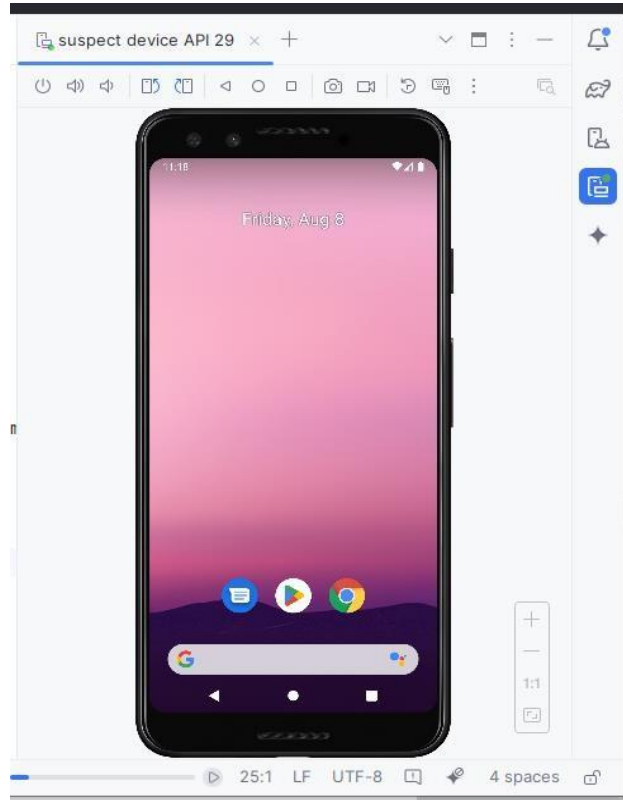 suspect device API 29
11:18
Friday, Aug 8
n
1:1
25:1 LF UTF-8 4 spaces